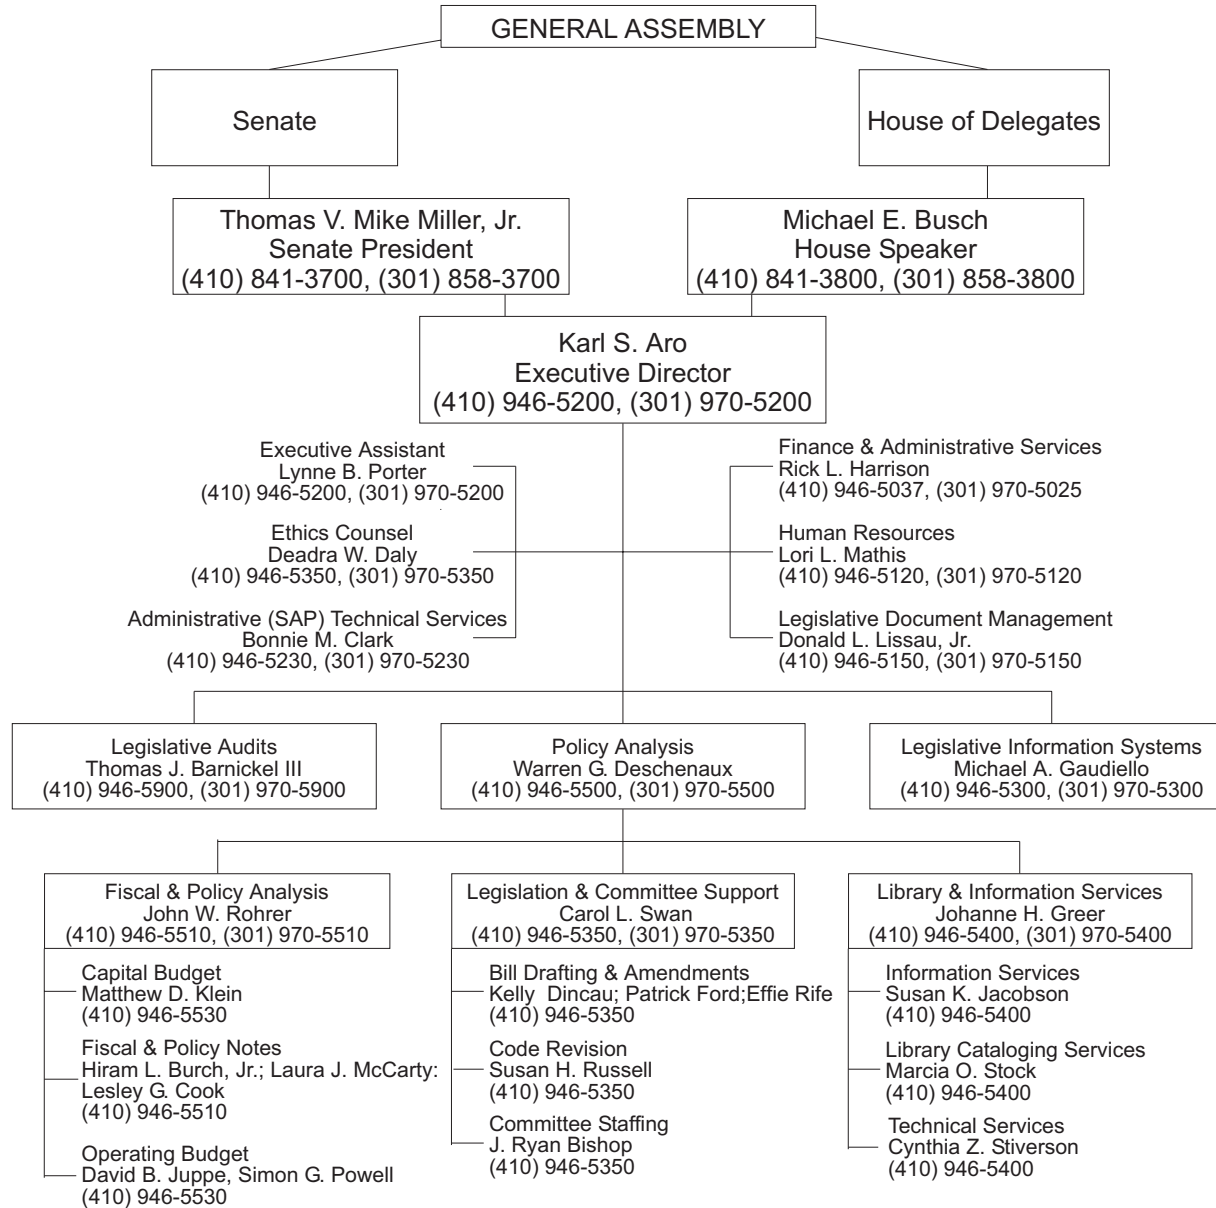 GENERAL ASSEMBLY
Senate
House of Delegates
Thomas V. Mike Miller, Jr.
Senate President
(410) 841-3700, (301) 858-3700
Michael E. Busch
House Speaker
(410) 841-3800, (301) 858-3800
Karl S. Aro
Executive Director
(410) 946-5200, (301) 970-5200
Executive Assistant
Lynne B. Porter
(410) 946-5200, (301) 970-5200
Ethics Counsel
Deadra W. Daly
(410) 946-5350, (301) 970-5350
Administrative (SAP) Technical Services
Bonnie M. Clark
(410) 946-5230, (301) 970-5230
Finance & Administrative Services
Rick L. Harrison
(410) 946-5037, (301) 970-5025
Human Resources
Lori L. Mathis
(410) 946-5120, (301) 970-5120
Legislative Document Management
Donald L. Lissau, Jr.
(410) 946-5150, (301) 970-5150
Legislative Audits
Thomas J. Barnickel III
(410) 946-5900, (301) 970-5900
Policy Analysis
Warren G. Deschenaux
(410) 946-5500, (301) 970-5500
Legislative Information Systems
Michael A. Gaudiello
(410) 946-5300, (301) 970-5300
Fiscal & Policy Analysis
John W. Rohrer
(410) 946-5510, (301) 970-5510
Capital Budget
Matthew D. Klein
(410) 946-5530
Fiscal & Policy Notes
Hiram L. Burch, Jr.; Laura J. McCarty:
Lesley G. Cook
(410) 946-5510
Operating Budget
David B. Juppe, Simon G. Powell
(410) 946-5530
Legislation & Committee Support
Carol L. Swan
(410) 946-5350, (301) 970-5350
Bill Drafting & Amendments
Kelly Dincau; Patrick Ford;Effie Rife
(410) 946-5350
Code Revision
Susan H. Russell
(410) 946-5350
Committee Staffing
J. Ryan Bishop
(410) 946-5350
Library & Information Services
Johanne H. Greer
(410) 946-5400, (301) 970-5400
Information Services
Susan K. Jacobson
(410) 946-5400
Library Cataloging Services
Marcia O. Stock
(410) 946-5400
Technical Services
Cynthia Z. Stiverson
(410) 946-5400